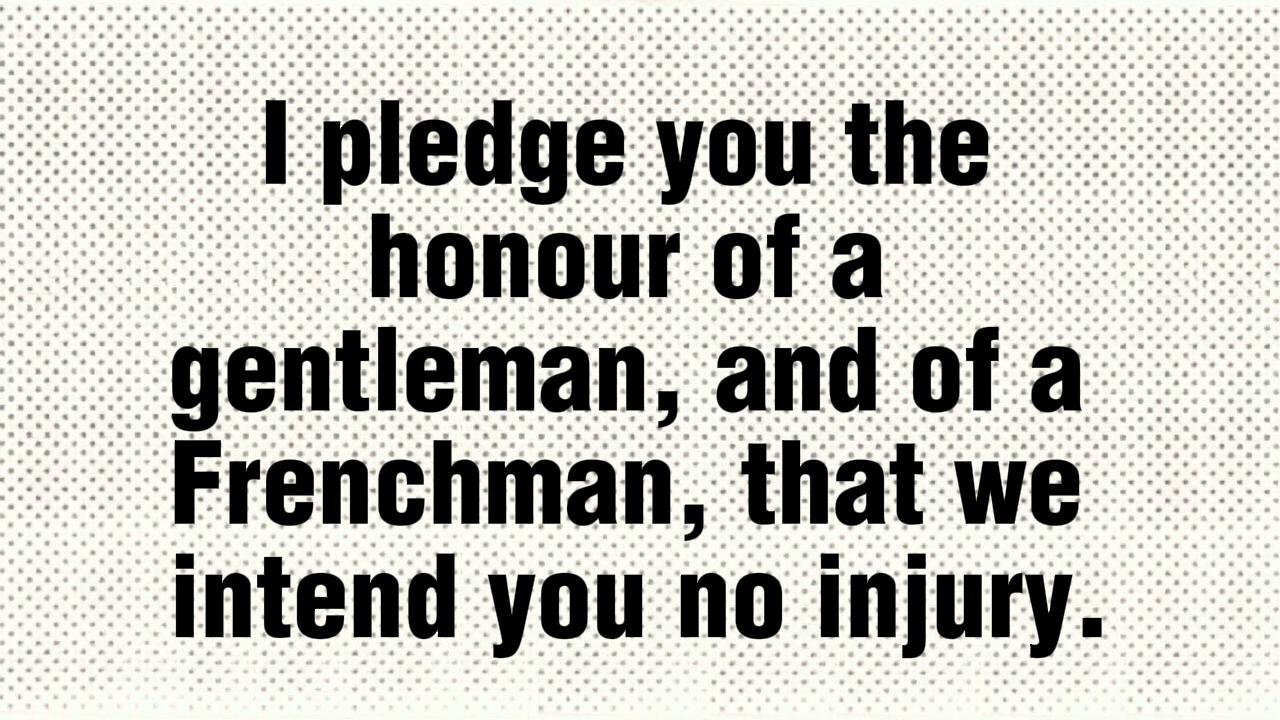 I pledge you the
honour of a
gentleman, and of a
Frenchman, that we
intend you no injury.